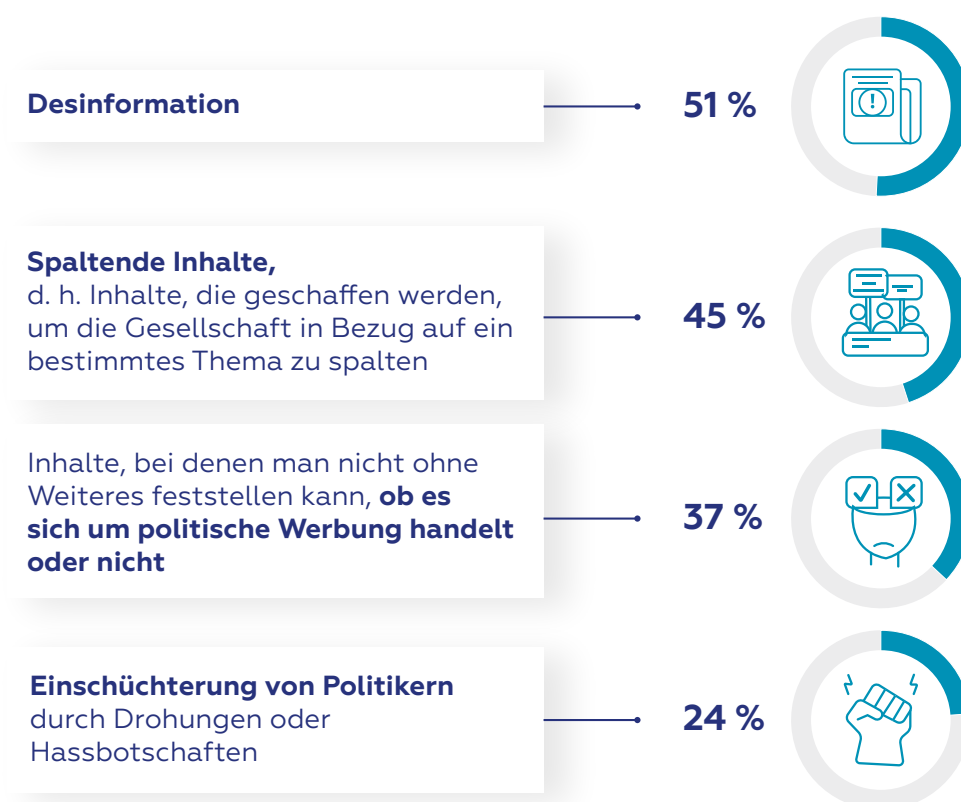 Desinformation
51 %
Spaltende Inhalte,
d. h. Inhalte, die geschaffen werden,
um die Gesellschaft in Bezug auf ein
bestimmtes Thema zu spalten
45 %
Inhalte, bei denen man nicht ohne
Weiteres feststellen kann, ob es
sich um politische Werbung handelt
oder nicht
37 %
Einschüchterung von Politikern
durch Drohungen oder
Hassbotschaften
24 %